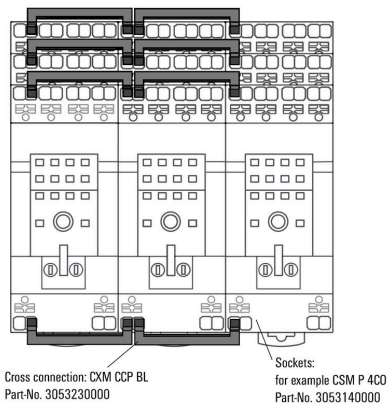 Cross connection: CXM CCP BL
Part-No. 3053230000
Sockets:
for example CSM P 4CO
Part-No. 3053140000